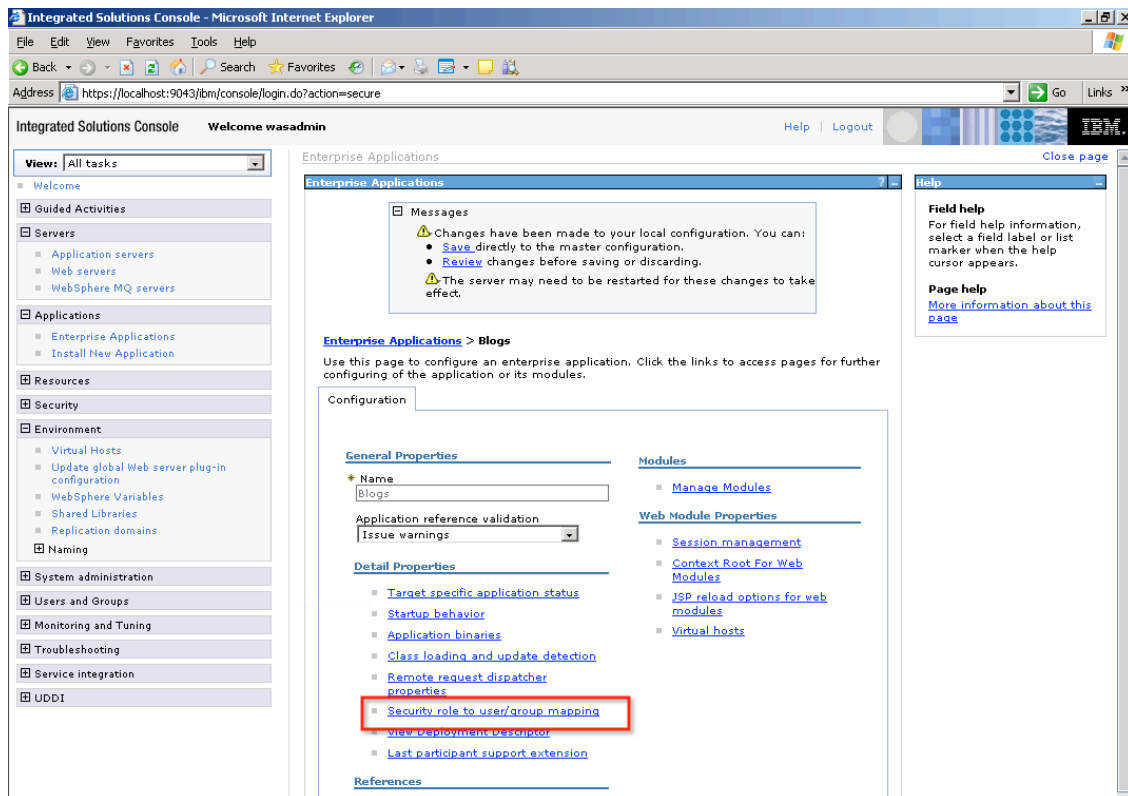 Integrated Solutions Console - Microsoft Internet Explorer
File Edit View Favorites Tools Help
Back Search Favorites
Address https://localhost:9043/ibm/console/login.do?action=secure Go Links »
Integrated Solutions Console Welcome wasadmin Help | Logout IBM.
View: All tasks
Welcome
Guided Activities
Servers
Application servers
Web servers
WebSphere MQ servers
Applications
Enterprise Applications
Install New Application
Resources
Security
Environment
Virtual Hosts
Update global Web server plug-in
configuration
WebSphere Variables
Shared Libraries
Replication domains
Naming
System administration
Users and Groups
Monitoring and Tuning
Troubleshooting
Service integration
UDDI
Enterprise Applications Close page
Enterprise Applications ? -
Messages
Changes have been made to your local configuration. You can:
Save directly to the master configuration.
Review changes before saving or discarding.
The server may need to be restarted for these changes to take
effect.
Enterprise Applications > Blogs
Use this page to configure an enterprise application. Click the links to access pages for further
configuring of the application or its modules.
Configuration
General Properties
* Name
Blogs
Application reference validation
Issue warnings
Detail Properties
Target specific application status
Startup behavior
Application binaries
Class loading and update detection
Remote request dispatcher
properties
Security role to user/group mapping
View Deployment Descriptor
Last participant support extension
References
Modules
Manage Modules
Web Module Properties
Session management
Context Root For Web
Modules
JSP reload options for web
modules
Virtual hosts
Help -
Field help
For field help information,
select a field label or list
marker when the help
cursor appears.
Page help
More information about this
page